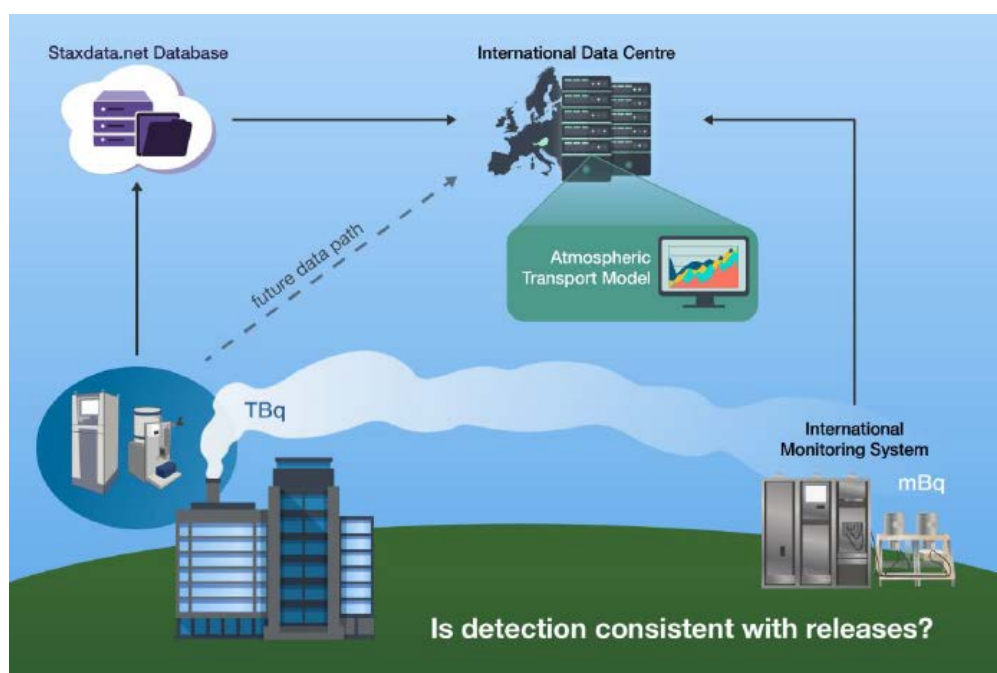 Staxdata.net Database
International Data Centre
Atmospheric
Transport Model
future data path
TBq
International
Monitoring System
mBq
Is detection consistent with releases?